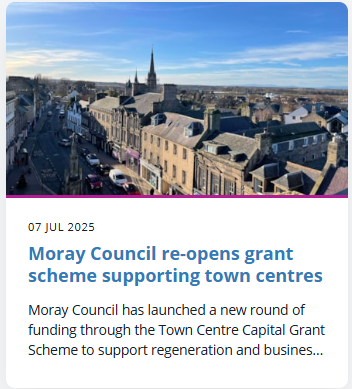 07 JUL 2025
Moray Council re-opens grant
scheme supporting town centres
Moray Council has launched a new round of
funding through the Town Centre Capital Grant
Scheme to support regeneration and busines...